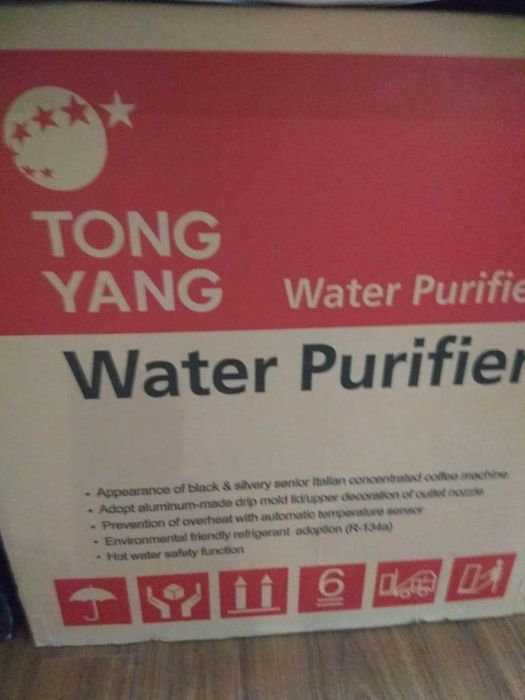 TONG
YANG
Water Purifie
Water Purifier
• Appearance of black & silvery senior Italian concentrated coffee machine
• Adopt aluminum-made drip mold lid/upper decoration of outlet nozzle
• Prevention of overheat with automatic temperature sensor
• Environmental friendly refrigerant adoption (R-134a)
• Hot water safety function
6